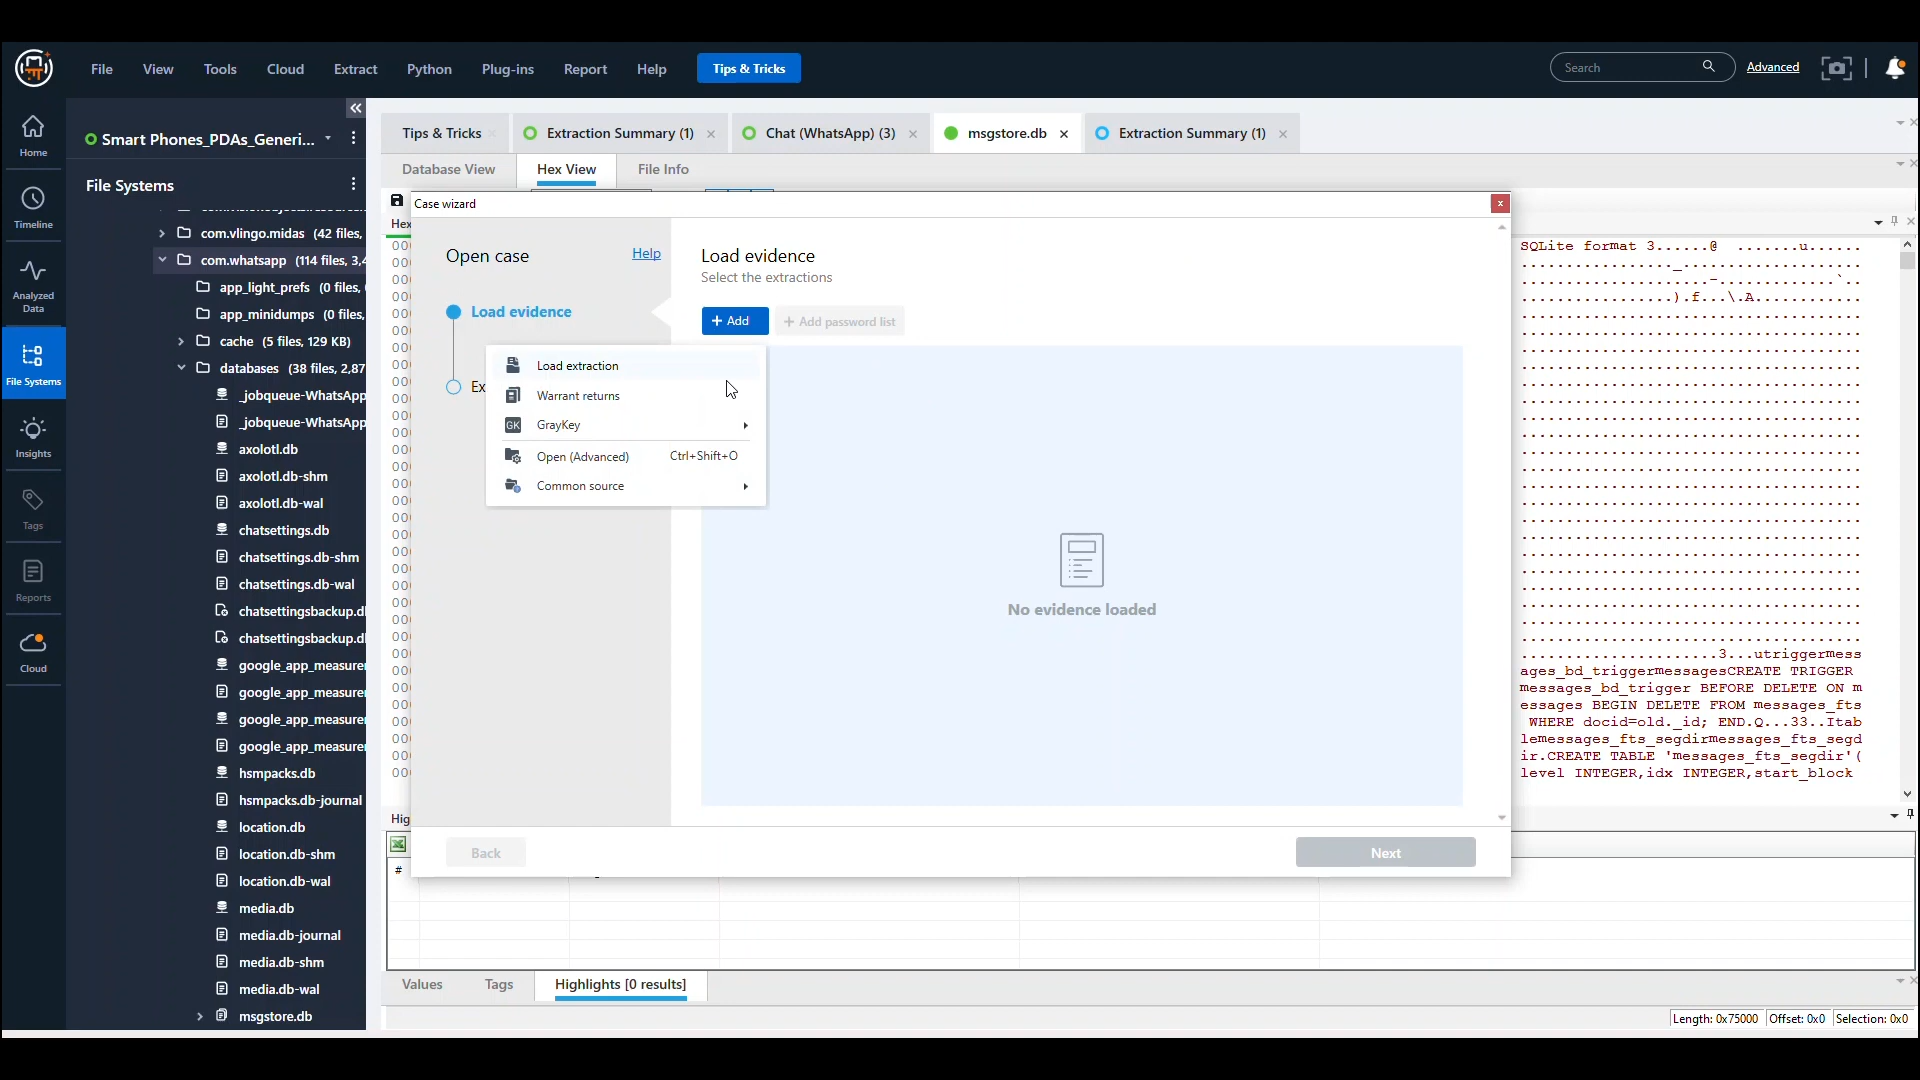 File View Tools Cloud Extract Python Plug-ins Report Help Tips & Tricks Search Advanced
Home
Timeline
Analyzed
Data
File Systems
Insights
Tags
Reports
Cloud
Smart Phones_PDAs_Generi...
File Systems
com.vlingo.midas (42 files,
com.whatsapp (114 files, 3,4
app_light_prefs (0 files,
app_minidumps (0 files,
cache (5 files, 129 KB)
databases (38 files, 2,87
_jobqueue-WhatsApp
_jobqueue-WhatsApp
axolotl.db
axolotl.db-shm
axolotl.db-wal
chatsettings.db
chatsettings.db-shm
chatsettings.db-wal
chatsettingsbackup.d
chatsettingsbackup.d
google_app_measure
google_app_measure
google_app_measure
google_app_measure
hsmpacks.db
hsmpacks.db-journal
location.db
location.db-shm
location.db-wal
media.db
media.db-journal
media.db-shm
media.db-wal
msgstore.db
Tips & Tricks Extraction Summary (1) Chat (WhatsApp) (3) msgstore.db Extraction Summary (1)
Database View Hex View File Info
Hex
Case wizard
Open case Help
Load evidence
Ex
Load evidence
Select the extractions
+ Add + Add password list
Load extraction
Warrant returns
GK GrayKey
Open (Advanced) Ctrl+Shift+O
Common source
No evidence loaded
Back Next
SQLite format 3......@ .......u......
.....................3...utriggermess
ages_bd_triggermessagesCREATE TRIGGER
messages_bd_trigger BEFORE DELETE ON m
essages BEGIN DELETE FROM messages_fts
WHERE docid=old._id; END.Q...33..Itab
lemessages_fts_segdirmessages_fts_segd
ir.CREATE TABLE 'messages_fts_segdir'(
level INTEGER,idx INTEGER,start_block
Hig
#
Values Tags Highlights [0 results]
Length: 0x75000 Offset: 0x0 Selection: 0x0